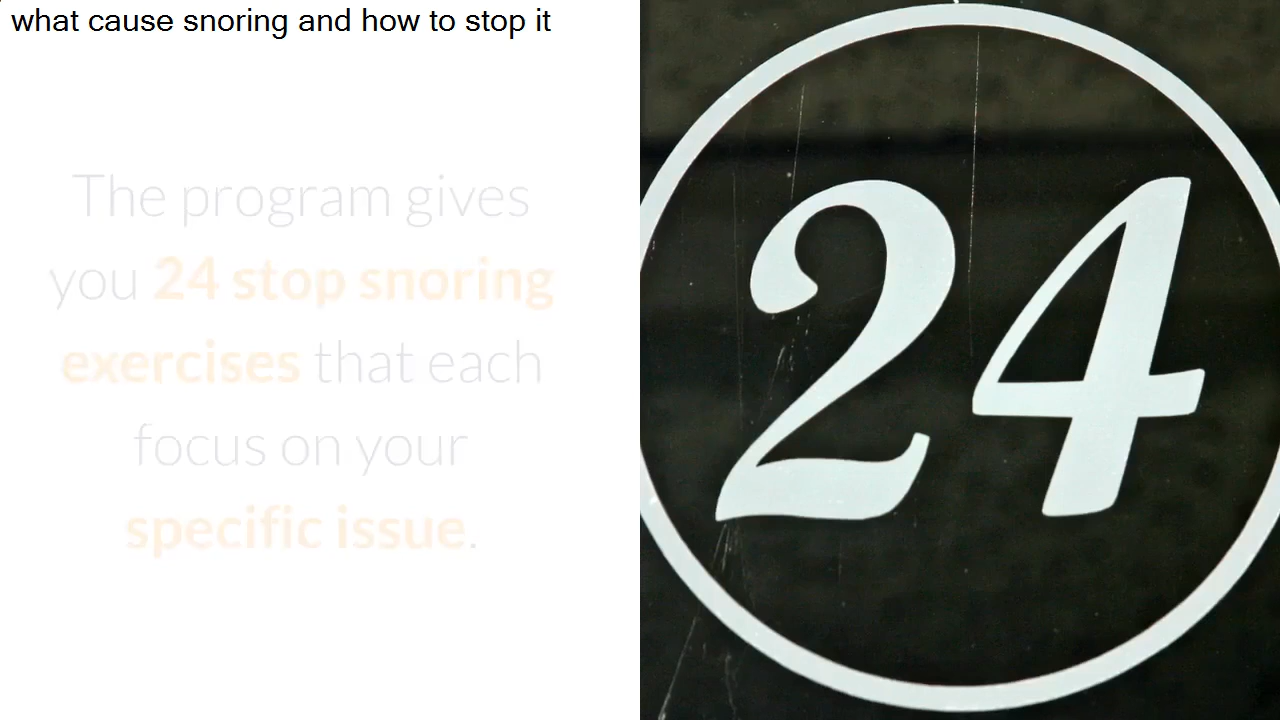 what cause snoring and how to stop it
The program gives
you 24 stop snoring
exercises that each
focus on your
specific issue.
24